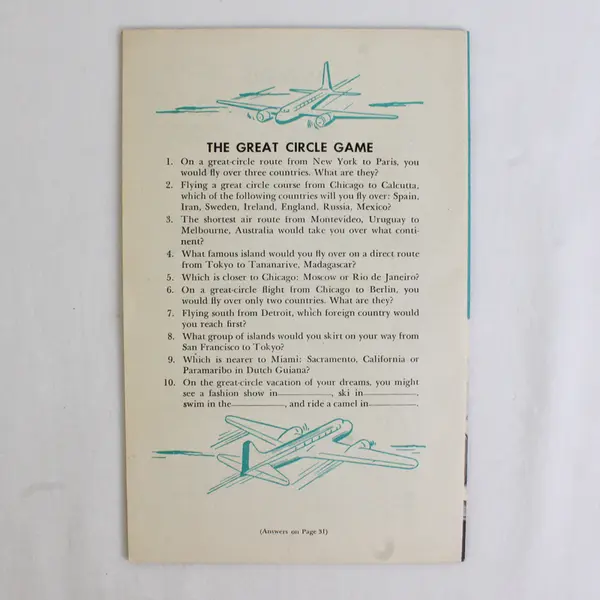 THE GREAT CIRCLE GAME
1. On a great-circle route from New York to Paris, you
would fly over three countries. What are they?
2. Flying a great circle course from Chicago to Calcutta,
which of the following countries will you fly over: Spain,
Iran, Sweden, Ireland, England, Russia, Mexico?
3. The shortest air route from Montevideo, Uruguay to
Melbourne, Australia would take you over what conti-
nent?
4. What famous island would you fly over on a direct route
from Tokyo to Tananarive, Madagascar?
5. Which is closer to Chicago: Moscow or Rio de Janeiro?
6. On a great-circle flight from Chicago to Berlin, you
would fly over only two countries. What are they?
7. Flying south from Detroit, which foreign country would
you reach first?
8. What group of islands would you skirt on your way from
San Francisco to Tokyo?
9. Which is nearer to Miami: Sacramento, California or
Paramaribo in Dutch Guiana?
10. On the great-circle vacation of your dreams, you might
see a fashion show in__________, ski in__________,
swim in the__________, and ride a camel in__________.
(Answers on Page 31)